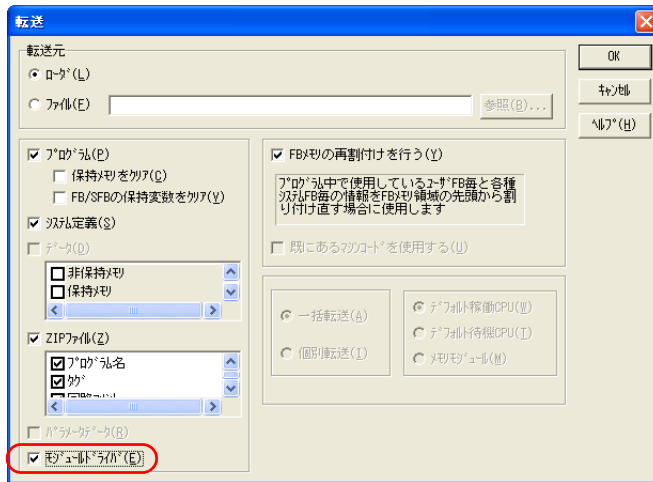 転送
転送元
ﾛｰﾀﾞ(L)
ﾌｧｲﾙ(F)
参照(B)...
OK
ｷｬﾝｾﾙ
ﾍﾙﾌﾟ(H)
ﾌﾟﾛｸﾞﾗﾑ(P)
保持ﾒﾓﾘをｸﾘｱ(C)
FB/SFBの保持変数をｸﾘｱ(Y)
ｼｽﾃﾑ定義(S)
ﾃﾞｰﾀ(D)
非保持ﾒﾓﾘ
保持ﾒﾓﾘ
ZIPﾌｧｲﾙ(Z)
ﾌﾟﾛｸﾞﾗﾑ名
ﾀｸﾞ
ﾊﾟﾗﾒｰﾀﾃﾞｰﾀ(R)
ﾓｼﾞｭｰﾙﾄﾞﾗｲﾊﾞ(E)
FBﾒﾓﾘの再割付けを行う(Y)
ﾌﾟﾛｸﾞﾗﾑ中で使用しているﾕｰｻﾞFB毎と各種
ｼｽﾃﾑFB毎の情報をFBﾒﾓﾘ領域の先頭から割
り付け直す場合に使用します
既にあるﾏｼﾝｺｰﾄﾞを使用する(U)
一括転送(A)
個別転送(I)
ﾃﾞﾌｫﾙﾄ稼働CPU(W)
ﾃﾞﾌｫﾙﾄ待機CPU(T)
ﾒﾓﾘﾓｼﾞｭｰﾙ(M)